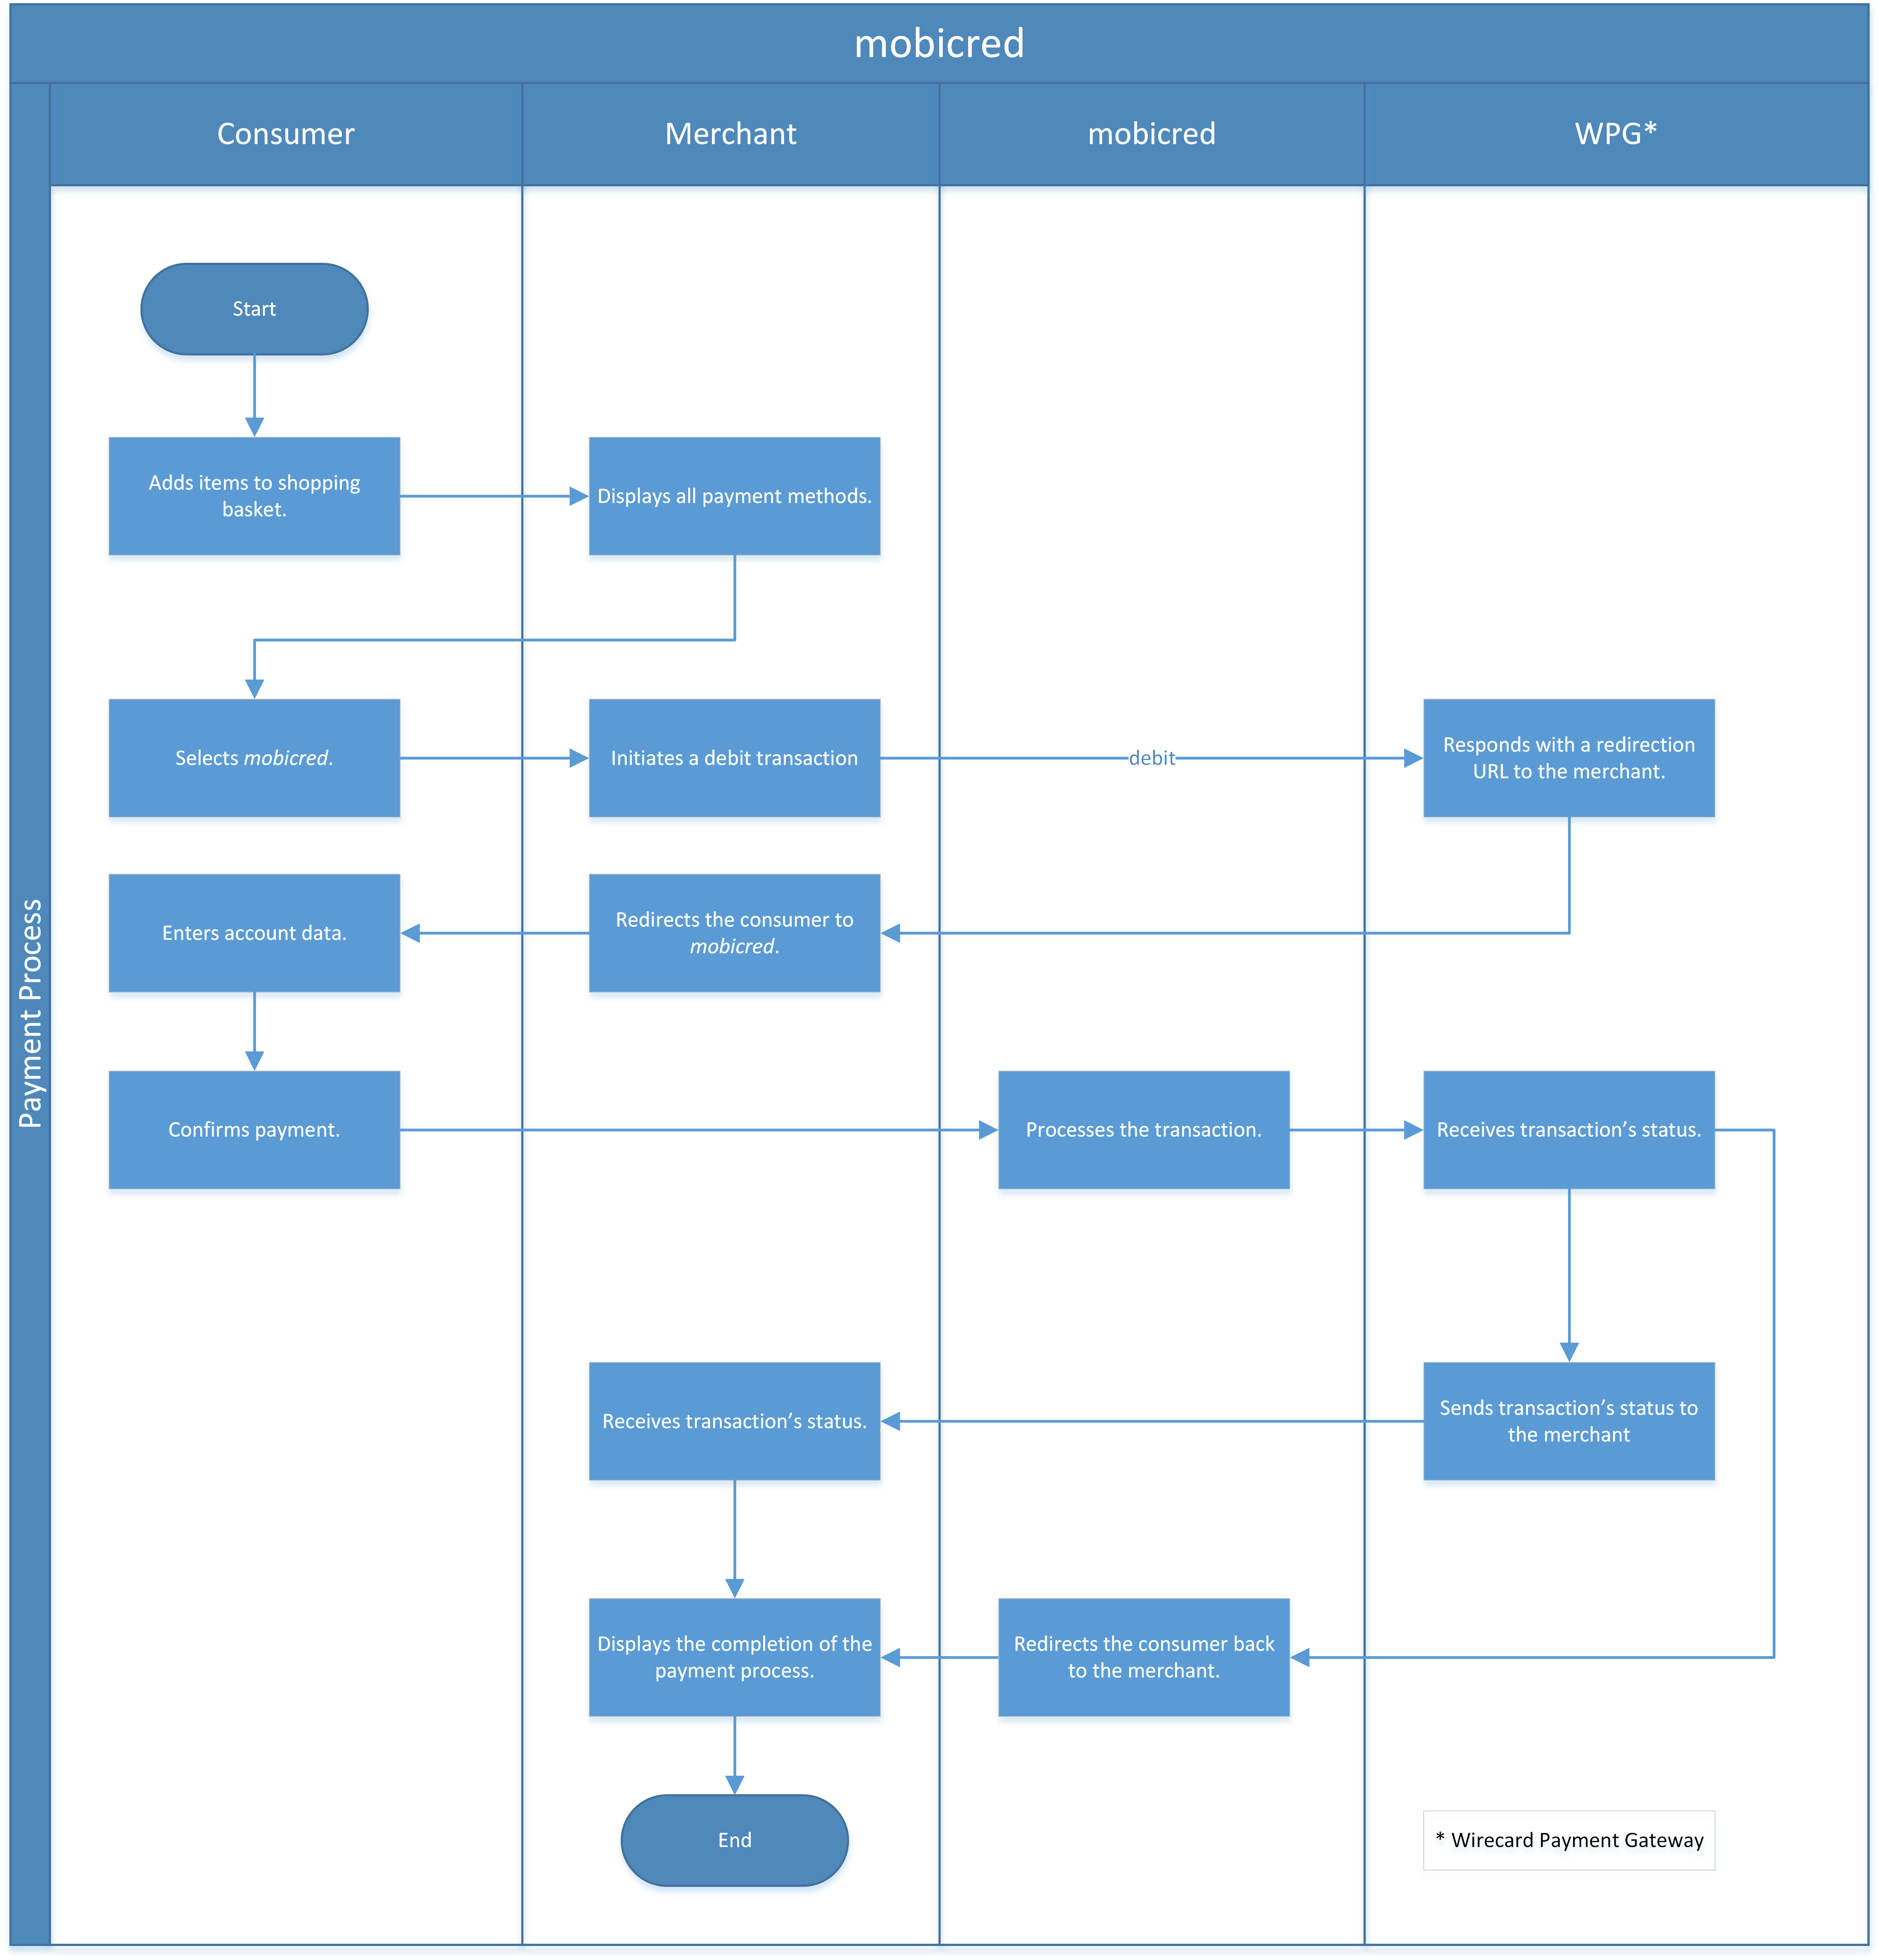 mobicred
Payment Process
Consumer
Merchant
mobicred
WPG*
Start
Adds items to shopping
basket.
Displays all payment methods.
Selects mobicred.
Initiates a debit transaction
debit
Responds with a redirection
URL to the merchant.
Enters account data.
Redirects the consumer to
mobicred.
Confirms payment.
Processes the transaction.
Receives transaction’s status.
Receives transaction’s status.
Sends transaction’s status to
the merchant
Displays the completion of the
payment process.
Redirects the consumer back
to the merchant.
End
* Wirecard Payment Gateway